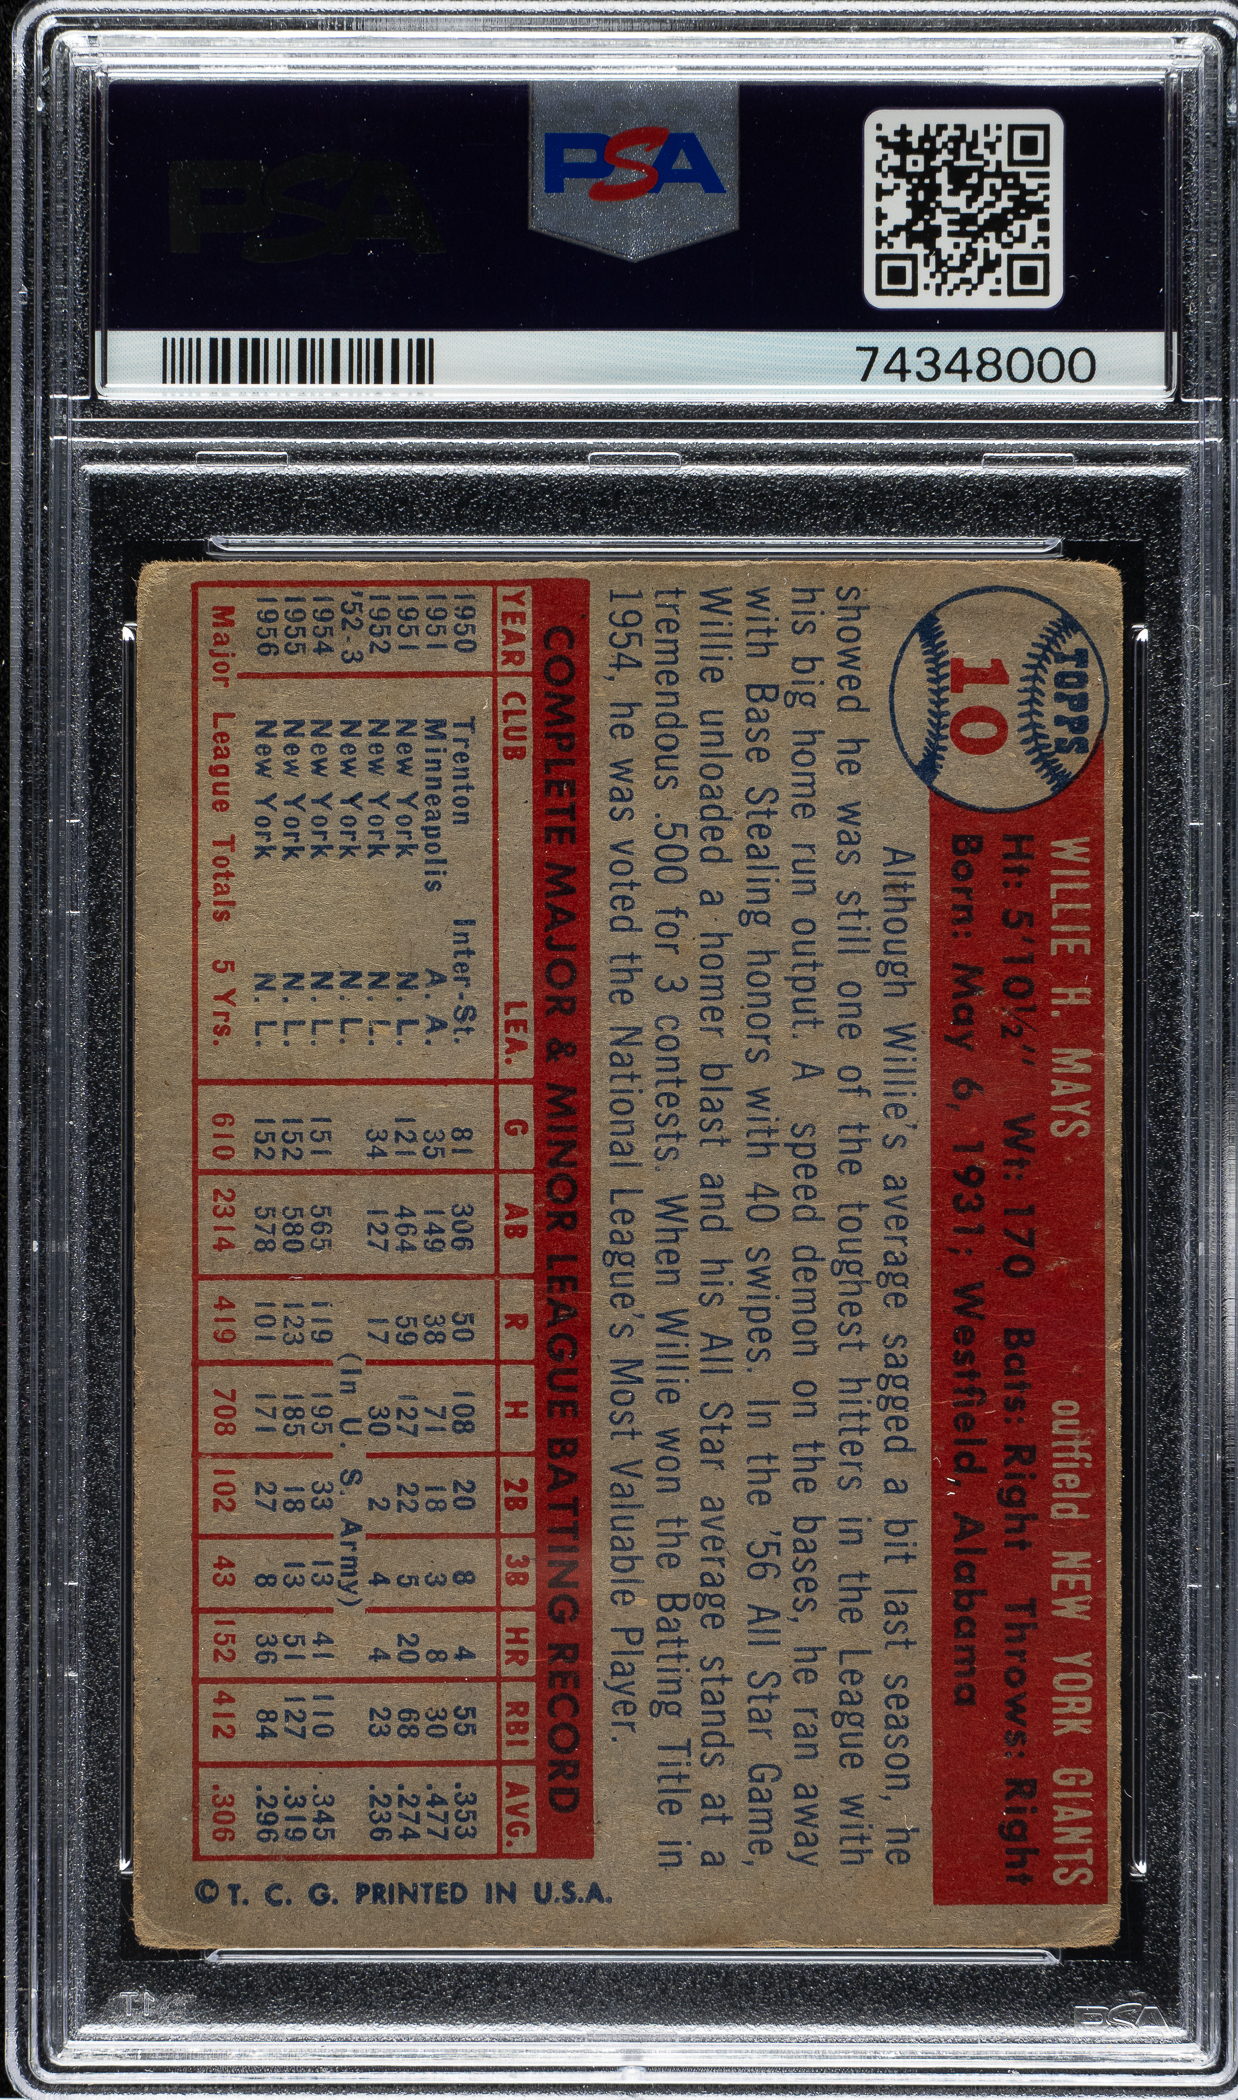 PSA
PSA
74348000
TOPPS
10
WILLIE H. MAYS outfield NEW YORK GIANTS
Ht: 5'10½" Wt: 170 Bats: Right Throws: Right
Born: May 6, 1931; Westfield, Alabama
Although Willie's average sagged a bit last season, he
showed he was still one of the toughest hitters in the League with
his big home run output. A speed demon on the bases, he ran away
with Base Stealing honors with 40 swipes. In the '56 All Star Game,
Willie unloaded a homer blast and his All Star average stands at a
tremendous .500 for 3 contests. When Willie won the Batting Title in
1954, he was voted the National League's Most Valuable Player.
COMPLETE MAJOR & MINOR LEAGUE BATTING RECORD
YEAR CLUB LEA. G AB R H 2B 3B HR RBI AVG.
1950 Trenton Inter-St. 81 306 50 108 20 8 4 55 .353
1951 Minneapolis A. A. 35 149 38 71 18 3 8 30 .477
1951 New York N. L. 121 464 59 127 22 5 20 68 .274
1952 New York N. L. 34 127 17 30 2 4 4 23 .236
'52-3 New York N. L. (In U. S. Army)
1954 New York N. L. 151 565 119 195 33 13 41 110 .345
1955 New York N. L. 152 580 123 185 18 13 51 127 .319
1956 New York N. L. 152 578 101 171 27 8 36 84 .296
Major League Totals 5 Yrs. 610 2314 419 708 102 43 152 412 .306
© T. C. G. PRINTED IN U.S.A.
PSA